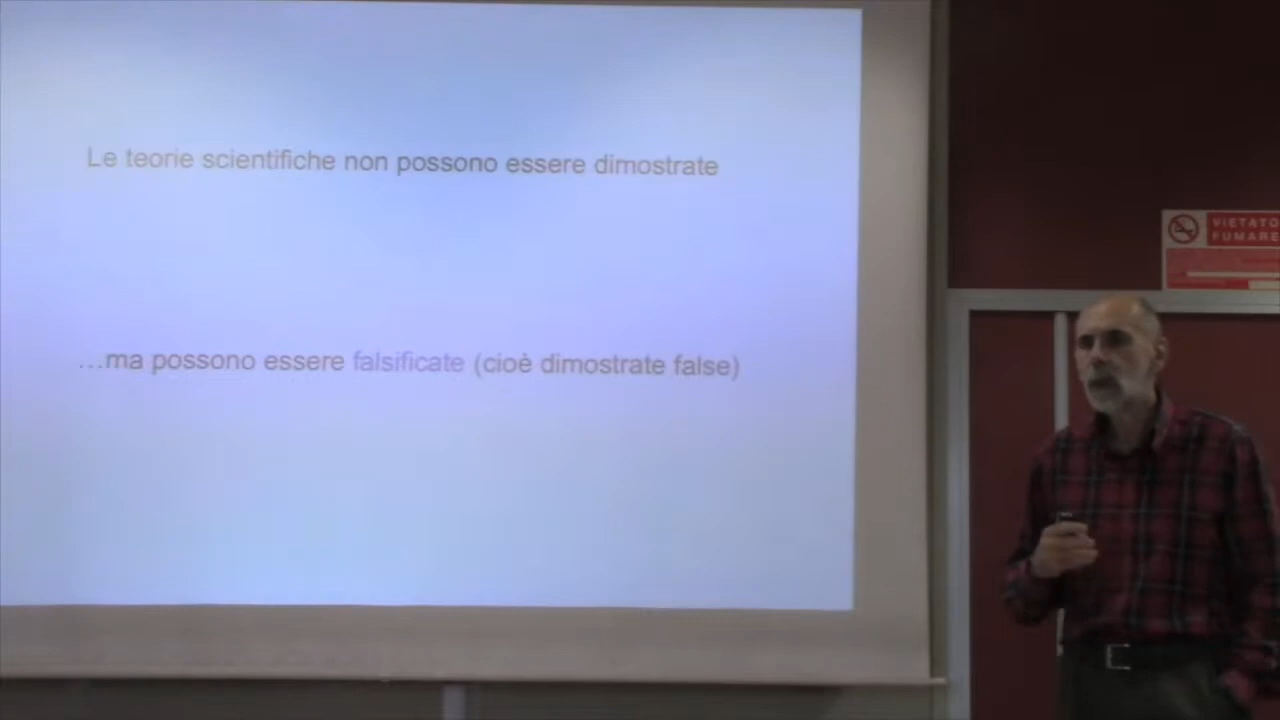 Le teorie scientifiche non possono essere dimostrate
...ma possono essere falsificate (cioè dimostrate false)
VIETATO
FUMARE